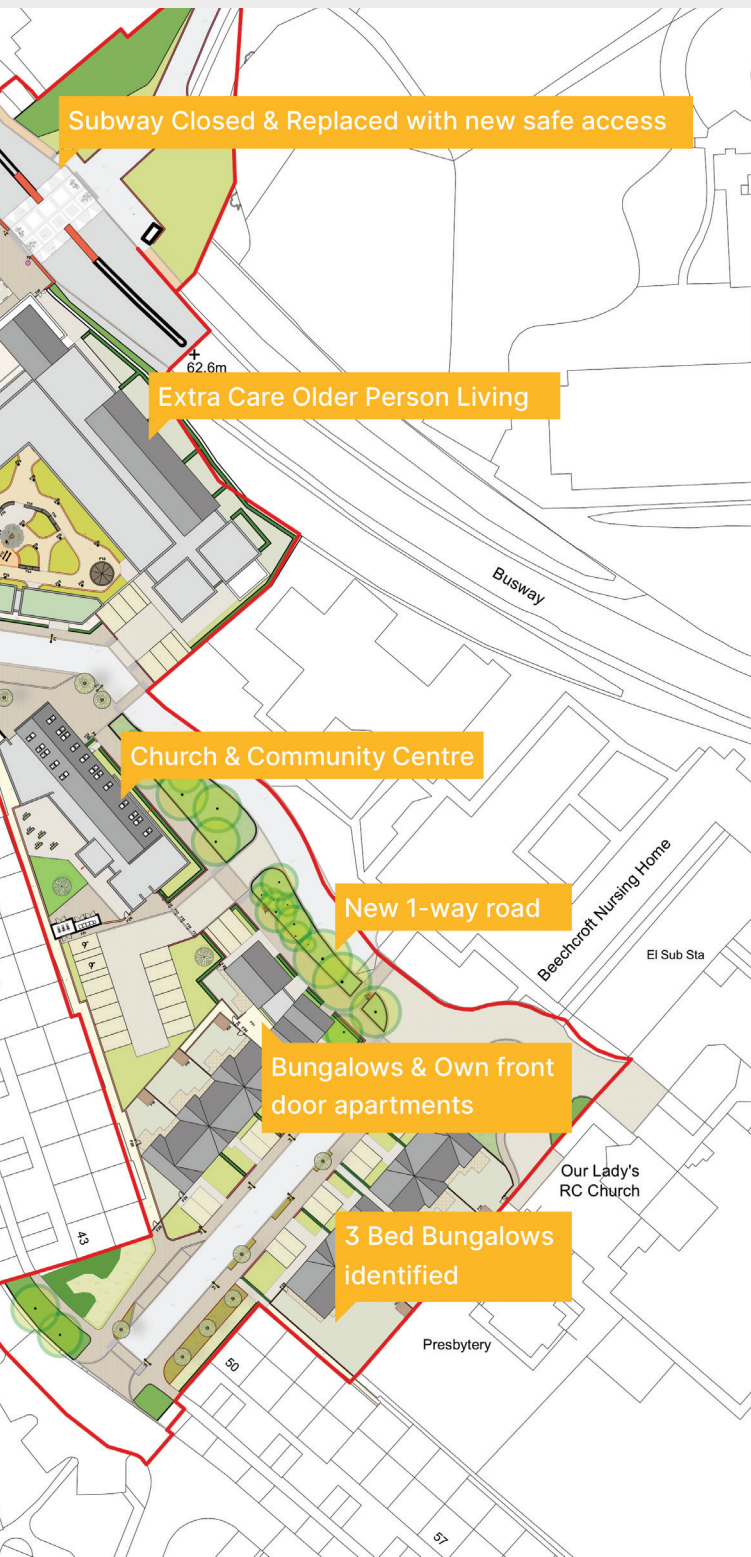 Subway Closed & Replaced with new safe access
62.6m
Extra Care Older Person Living
Busway
Church & Community Centre
Beechcroft Nursing Home
New 1-way road
El Sub Sta
Bungalows & Own front
door apartments
Our Lady's
RC Church
43
3 Bed Bungalows
identified
Presbytery
50
57